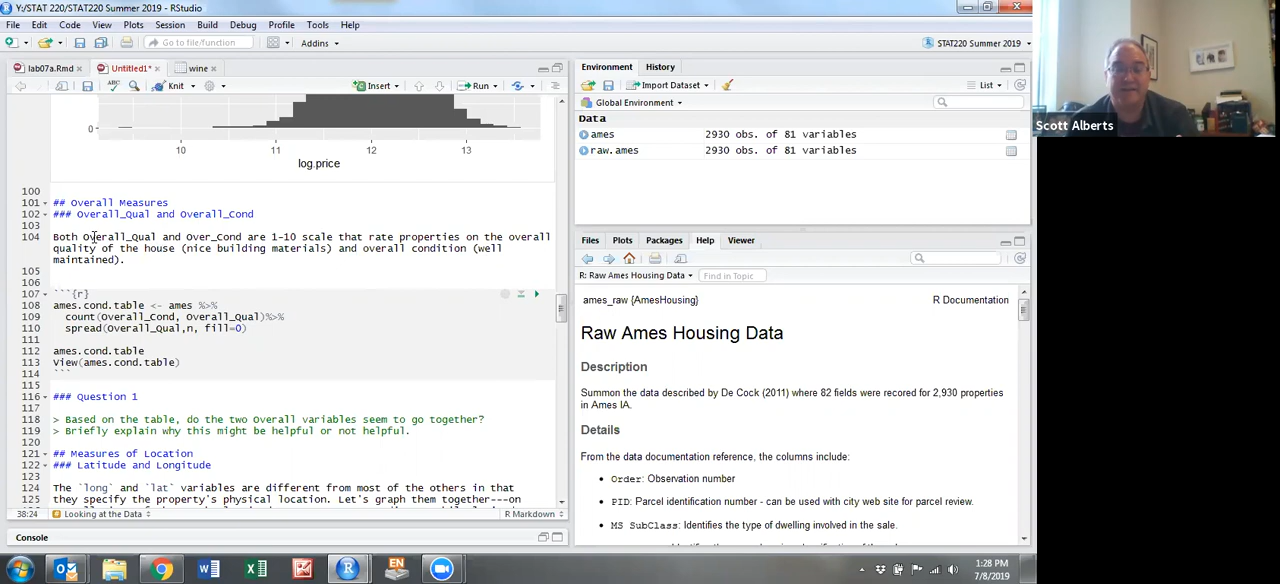 Y:/STAT 220/STAT220 Summer 2019 - RStudio
File Edit Code View Plots Session Build Debug Profile Tools Help
Go to file/function Addins STAT220 Summer 2019
lab07a.Rmd Untitled1* wine
Knit Insert Run
0
10 11 12 13
log.price
100
101 ## Overall Measures
102 ### Overall_Qual and Overall_Cond
103
104 Both Overall_Qual and Over_Cond are 1-10 scale that rate properties on the overall
quality of the house (nice building materials) and overall condition (well
maintained).
105
106
107 ```{r}
108 ames.cond.table <- ames %>%
109 count(Overall_Cond, Overall_Qual)%>%
110 spread(Overall_Qual,n, fill=0)
111
112 ames.cond.table
113 View(ames.cond.table)
114 ```
115
116 ### Question 1
117
118 > Based on the table, do the two Overall variables seem to go together?
119 > Briefly explain why this might be helpful or not helpful.
120
121 ## Measures of Location
122 ### Latitude and Longitude
123
124 The `long` and `lat` variables are different from most of the others in that
125 they specify the property's physical location. Let's graph them together---on
38:24 Looking at the Data R Markdown
Console
Environment History
Import Dataset List
Global Environment
Data
ames 2930 obs. of 81 variables
raw.ames 2930 obs. of 81 variables
Files Plots Packages Help Viewer
R: Raw Ames Housing Data Find in Topic
ames_raw {AmesHousing} R Documentation
Raw Ames Housing Data
Description
Summon the data described by De Cock (2011) where 82 fields were recored for 2,930 properties
in Ames IA.
Details
From the data documentation reference, the columns include:
• Order: Observation number
• PID: Parcel identification number - can be used with city web site for parcel review.
• MS SubClass: Identifies the type of dwelling involved in the sale.
Scott Alberts
EN
1:28 PM
7/8/2019